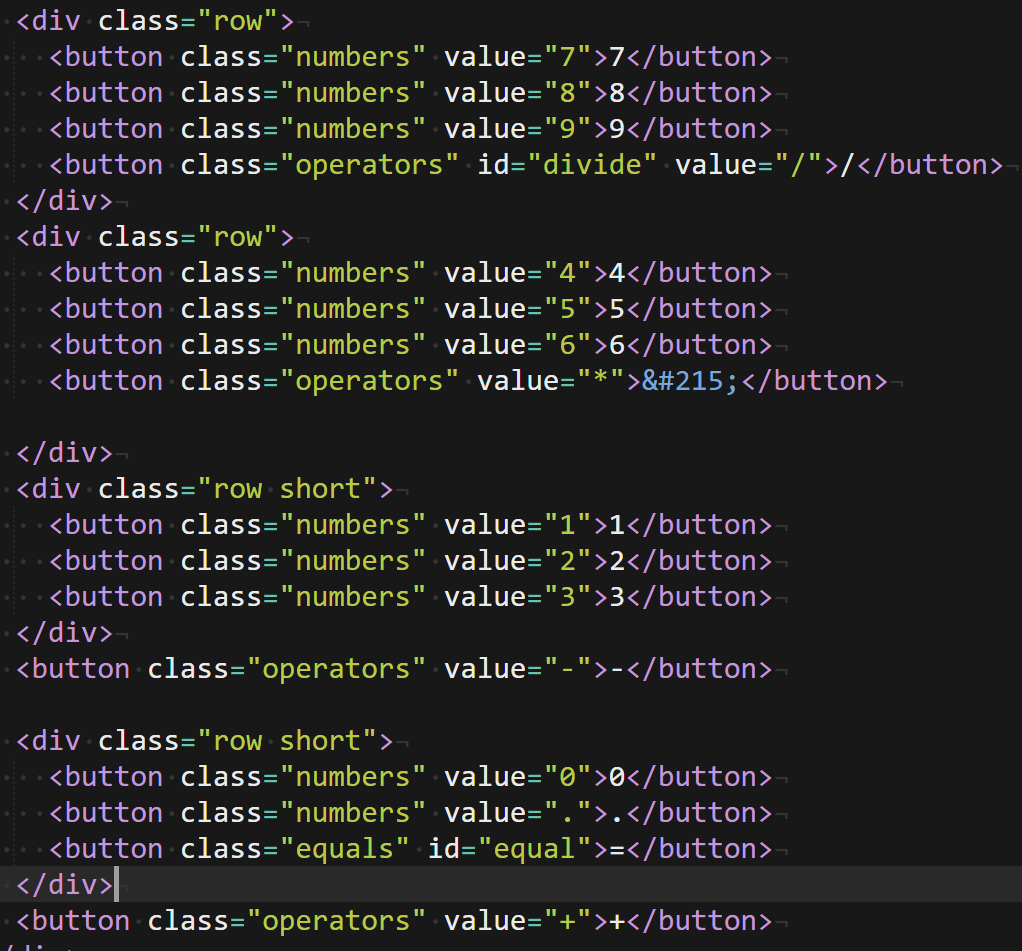 <div class="row">
<button class="numbers" value="7">7</button>
<button class="numbers" value="8">8</button>
<button class="numbers" value="9">9</button>
<button class="operators" id="divide" value="/">/</button>
</div>
<div class="row">
<button class="numbers" value="4">4</button>
<button class="numbers" value="5">5</button>
<button class="numbers" value="6">6</button>
<button class="operators" value="*">&#215;</button>
</div>
<div class="row short">
<button class="numbers" value="1">1</button>
<button class="numbers" value="2">2</button>
<button class="numbers" value="3">3</button>
</div>
<button class="operators" value="-">-</button>
<div class="row short">
<button class="numbers" value="0">0</button>
<button class="numbers" value=".">.</button>
<button class="equals" id="equal">=</button>
</div>
<button class="operators" value="+">+</button>